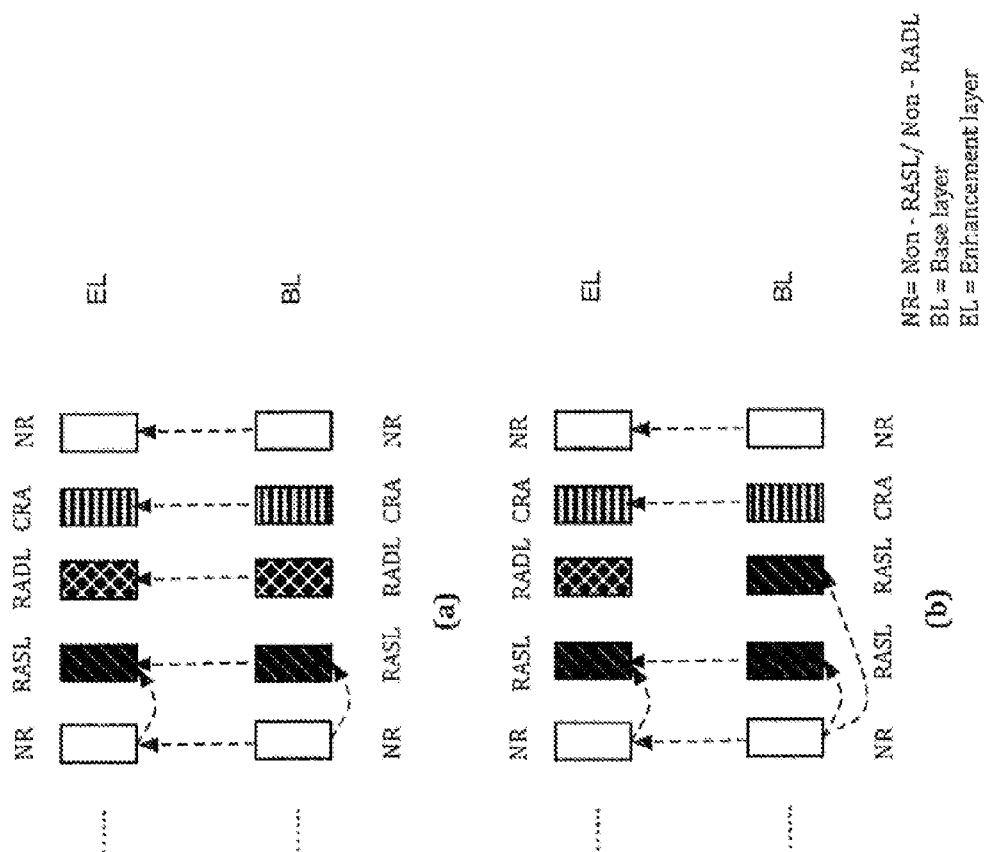 NR RASL RADL CRA NR
..... EL
..... BL
NR RASL RADL CRA NR
(a)
NR RASL RADL CRA NR
..... EL
..... BL
NR RASL RASL CRA NR
(b)
NR= Non - RASL/ Non - RADL
BL = Base layer
EL = Enhancement layer